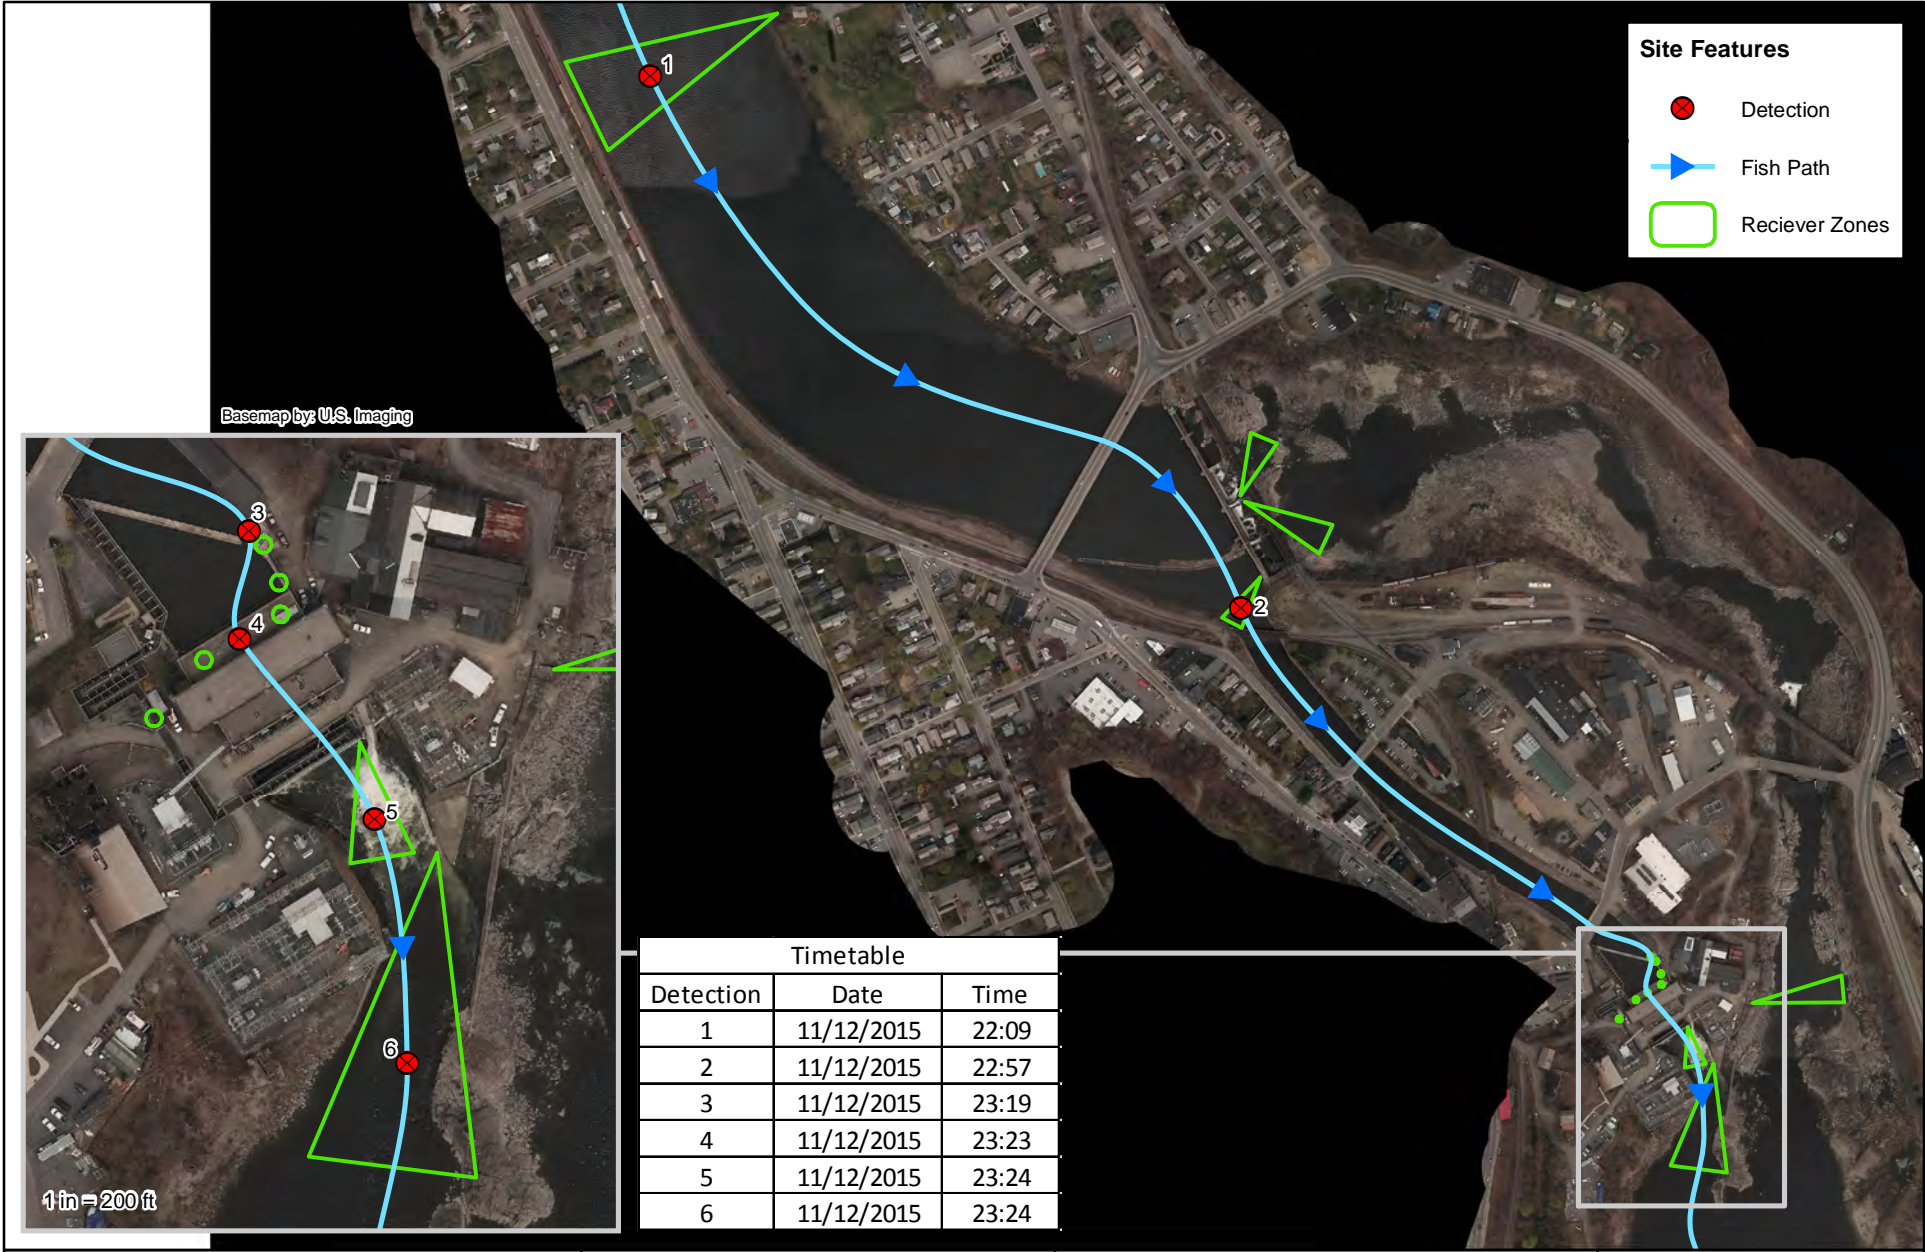 Site Features
Detection
Fish Path
Reciever Zones
1
2
Basemap by: U.S. Imaging
3
4
5
6
1 in = 200 ft
Timetable
Detection Date Time
1 11/12/2015 22:09
2 11/12/2015 22:57
3 11/12/2015 23:19
4 11/12/2015 23:23
5 11/12/2015 23:24
6 11/12/2015 23:24